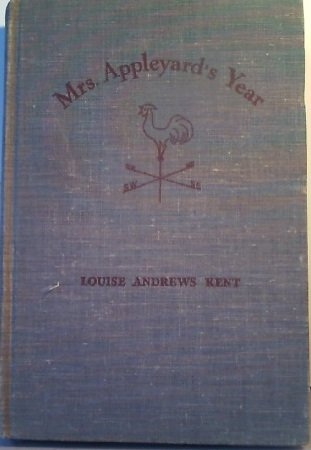 Mrs. Appleyard's Year
SW SE
LOUISE ANDREWS KENT